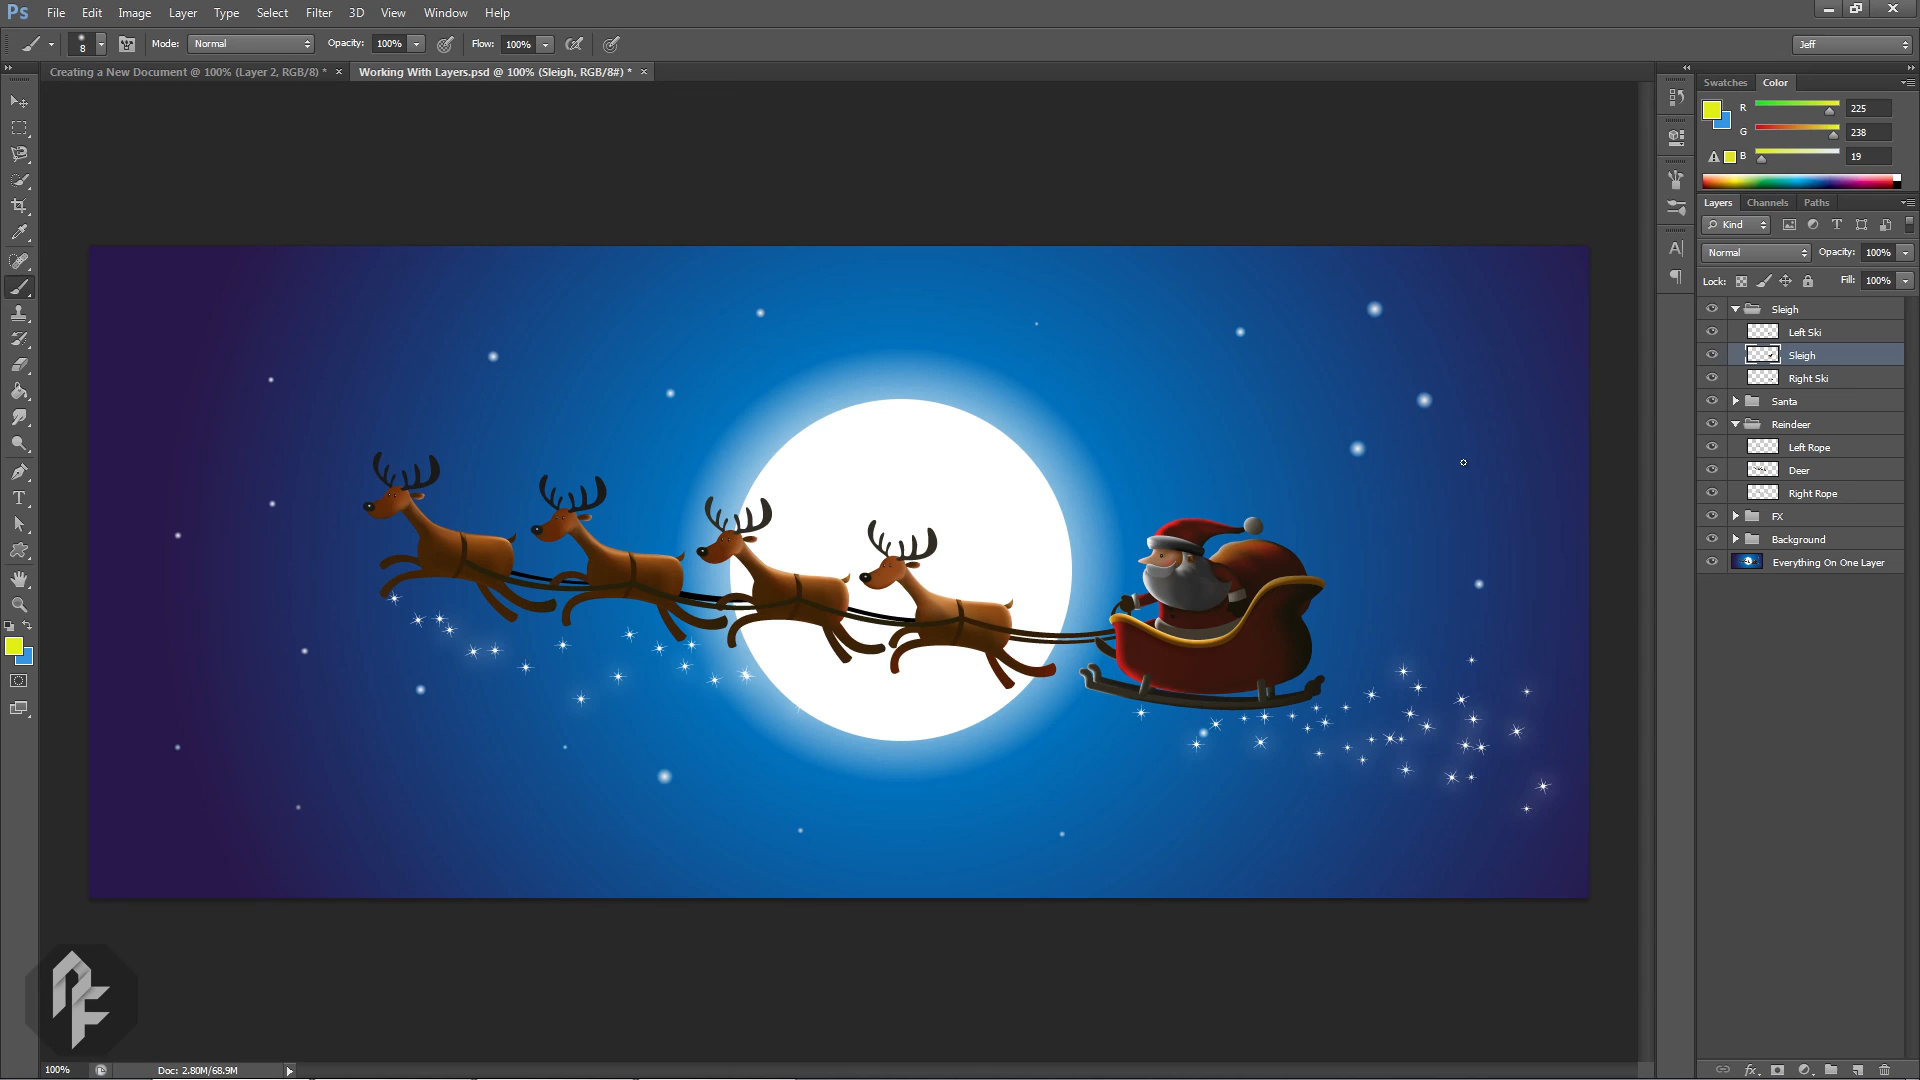 Ps File Edit Image Layer Type Select Filter 3D View Window Help
8 Mode: Normal Opacity: 100% Flow: 100% Jeff
Creating a New Document @ 100% (Layer 2, RGB/8) * × Working With Layers.psd @ 100% (Sleigh, RGB/8#) * ×
Swatches Color
R 225
G 238
B 19
Layers Channels Paths
Kind
Normal Opacity: 100%
Lock: Fill: 100%
Sleigh
Left Ski
Sleigh
Right Ski
Santa
Reindeer
Left Rope
Deer
Right Rope
FX
Background
Everything On One Layer
100% Doc: 2.80M/68.9M